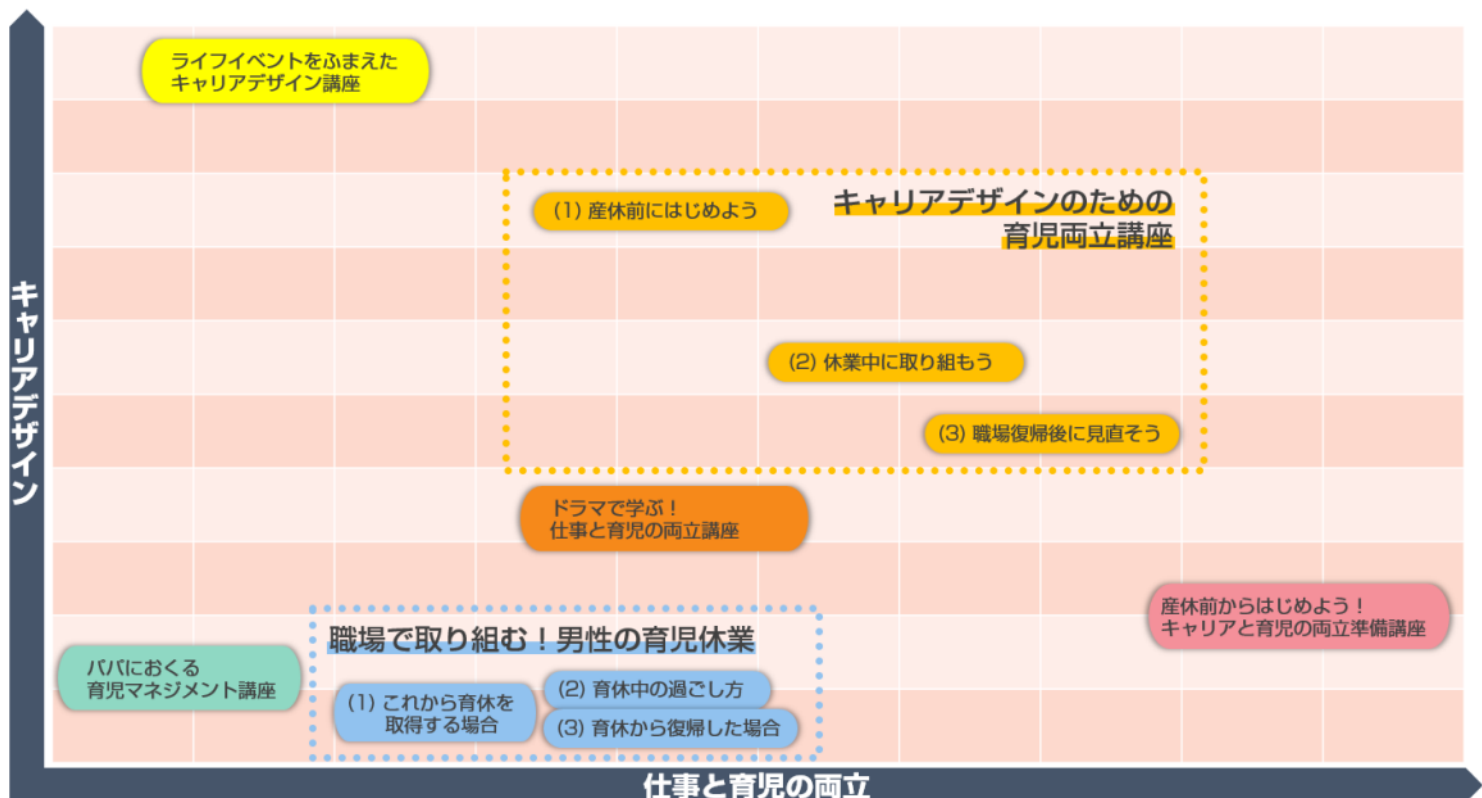 ライフイベントをふまえた
キャリアデザイン講座
(1) 産休前にはじめよう
キャリアデザインのための
育児両立講座
(2) 休業中に取り組もう
(3) 職場復帰後に見直そう
キャリアデザイン
ドラマで学ぶ！
仕事と育児の両立講座
産休前からはじめよう！
キャリアと育児の両立準備講座
職場で取り組む！男性の育児休業
パパにおくる
育児マネジメント講座
(1) これから育休を
取得する場合
(2) 育休中の過ごし方
(3) 育休から復帰した場合
仕事と育児の両立